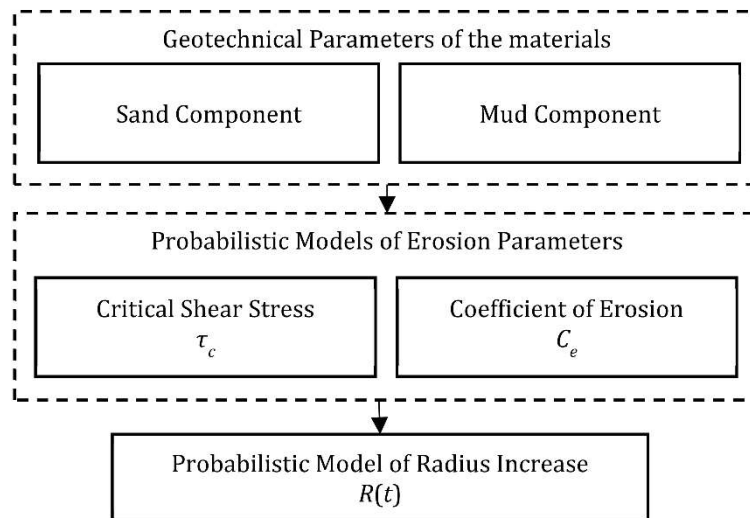 Geotechnical Parameters of the materials
Sand Component
Mud Component
Probabilistic Models of Erosion Parameters
Critical Shear Stress
τc
Coefficient of Erosion
Ce
Probabilistic Model of Radius Increase
R(t)